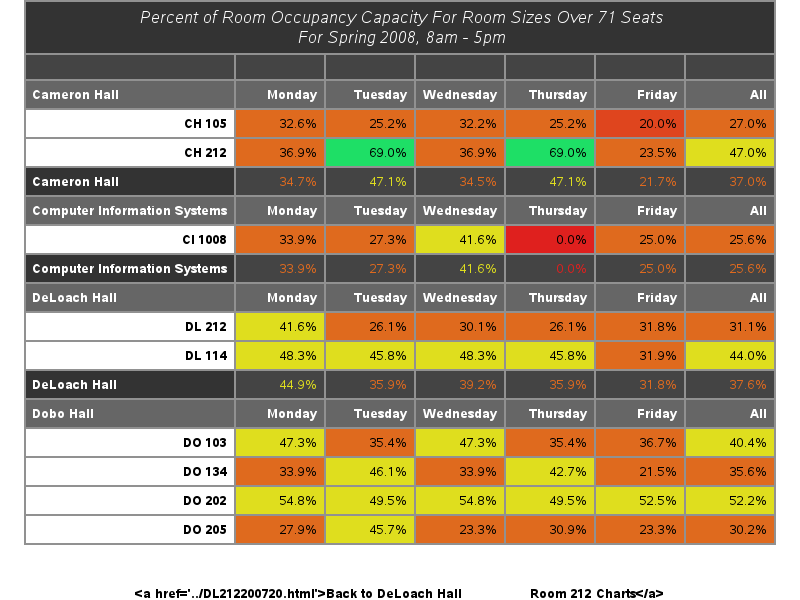 Percent of Room Occupancy Capacity For Room Sizes Over 71 Seats
For Spring 2008, 8am - 5pm
Cameron Hall Monday Tuesday Wednesday Thursday Friday All
CH 105 32.6% 25.2% 32.2% 25.2% 20.0% 27.0%
CH 212 36.9% 69.0% 36.9% 69.0% 23.5% 47.0%
Cameron Hall 34.7% 47.1% 34.5% 47.1% 21.7% 37.0%
Computer Information Systems Monday Tuesday Wednesday Thursday Friday All
CI 1008 33.9% 27.3% 41.6% 0.0% 25.0% 25.6%
Computer Information Systems 33.9% 27.3% 41.6% 0.0% 25.0% 25.6%
DeLoach Hall Monday Tuesday Wednesday Thursday Friday All
DL 212 41.6% 26.1% 30.1% 26.1% 31.8% 31.1%
DL 114 48.3% 45.8% 48.3% 45.8% 31.9% 44.0%
DeLoach Hall 44.9% 35.9% 39.2% 35.9% 31.8% 37.6%
Dobo Hall Monday Tuesday Wednesday Thursday Friday All
DO 103 47.3% 35.4% 47.3% 35.4% 36.7% 40.4%
DO 134 33.9% 46.1% 33.9% 42.7% 21.5% 35.6%
DO 202 54.8% 49.5% 54.8% 49.5% 52.5% 52.2%
DO 205 27.9% 45.7% 23.3% 30.9% 23.3% 30.2%
<a href='../DL212200720.html'>Back to DeLoach Hall Room 212 Charts</a>